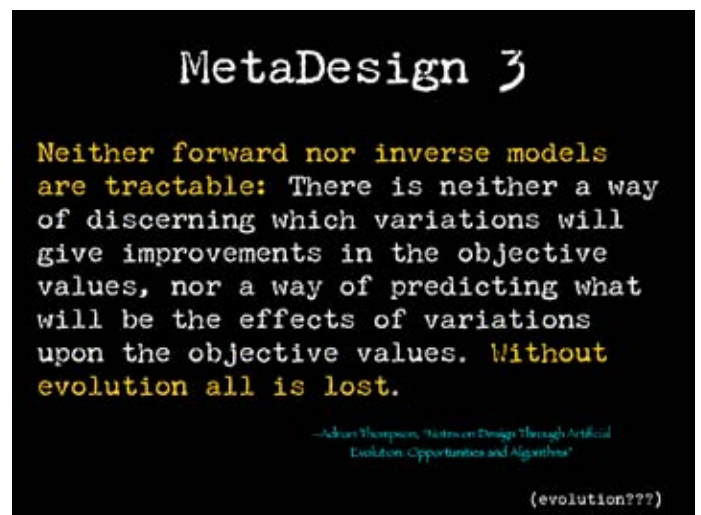 MetaDesign 3
Neither forward nor inverse models
are tractable: There is neither a way
of discerning which variations will
give improvements in the objective
values, nor a way of predicting what
will be the effects of variations
upon the objective values. Without
evolution all is lost.
—Adrian Thompson, "Notes on Design Through Artificial
Evolution: Opportunities and Algorithms"
(evolution???)